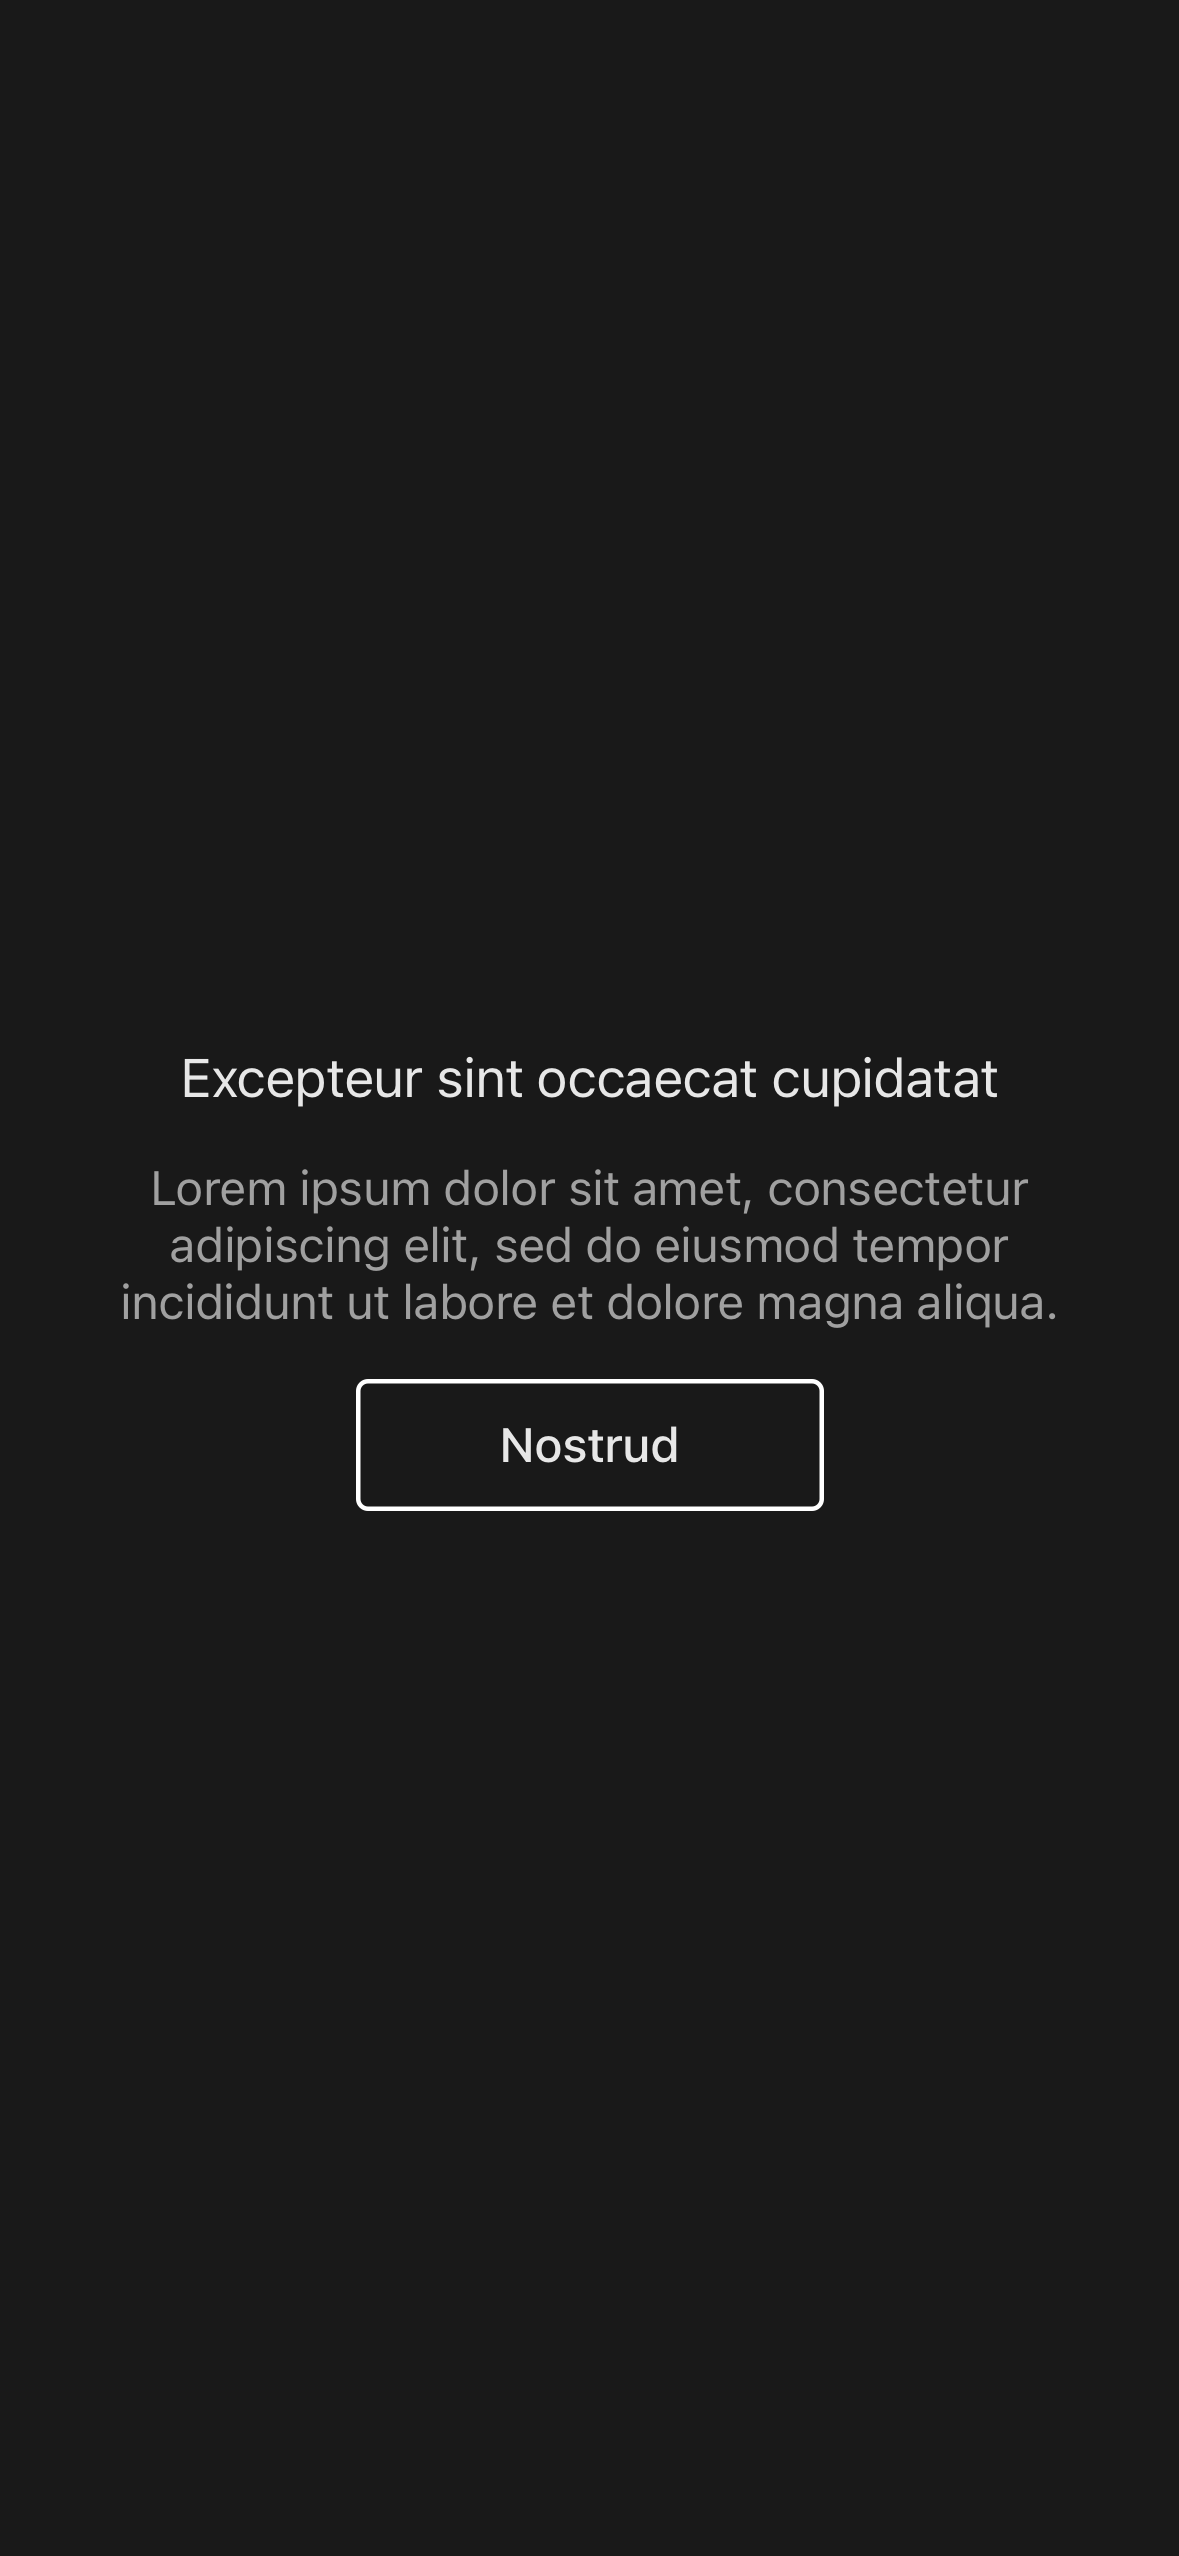 Excepteur sint occaecat cupidatat
Lorem ipsum dolor sit amet, consectetur
adipiscing elit, sed do eiusmod tempor
incididunt ut labore et dolore magna aliqua.
Nostrud